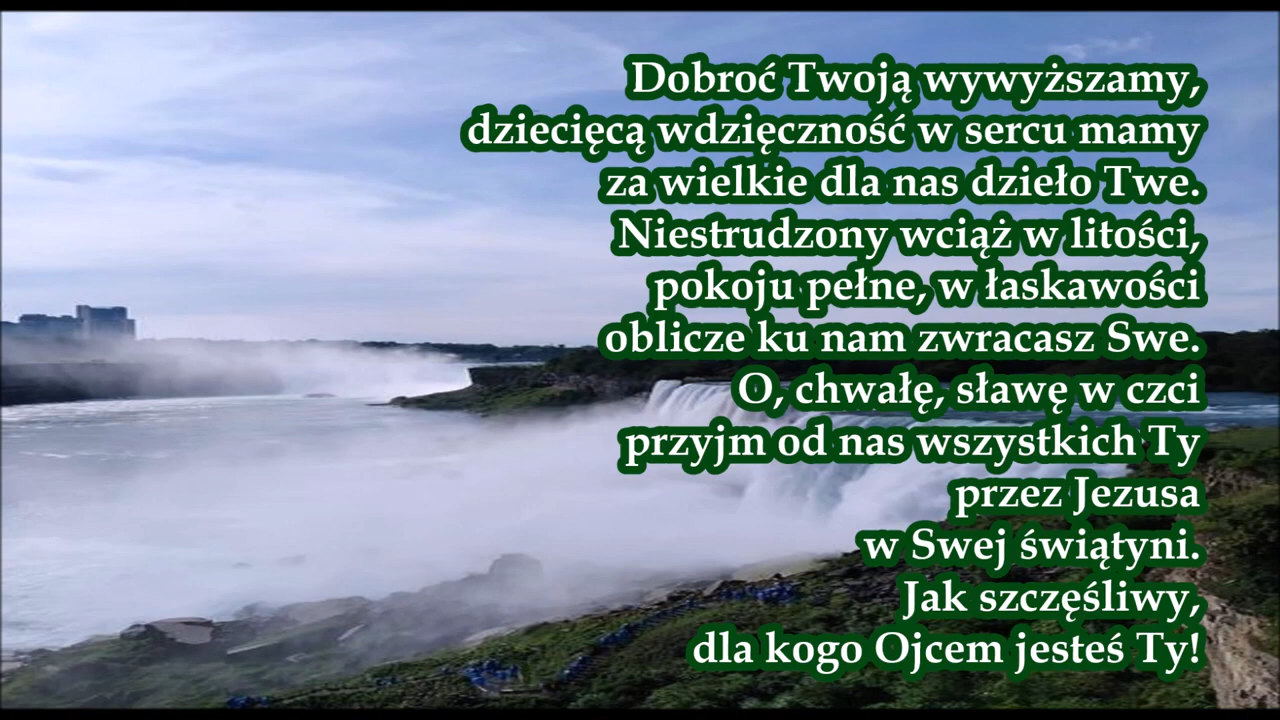 Dobroć Twoją wywyższamy,
dziecięcą wdzięczność w sercu mamy
za wielkie dla nas dzieło Twe.
Niestrudzony wciąż w litości,
pokoju pełne, w łaskawości
oblicze ku nam zwracasz Swe.
O, chwałę, sławę w czci
przyjm od nas wszystkich Ty
przez Jezusa
w Swej świątyni.
Jak szczęśliwy,
dla kogo Ojcem jesteś Ty!